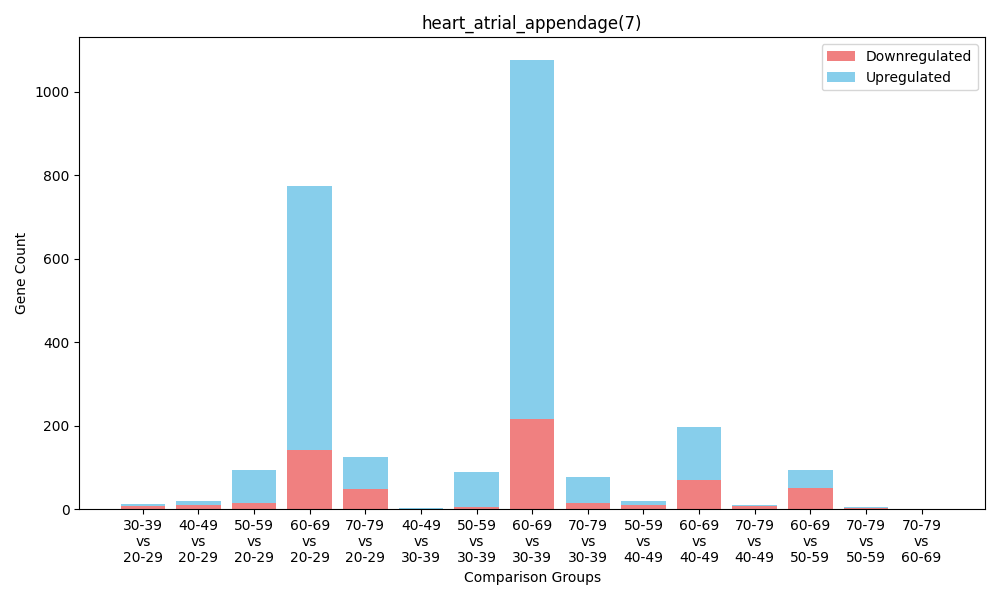 heart_atrial_appendage(7)
Downregulated
Upregulated
Gene Count
1000
800
600
400
200
0
30-39
vs
20-29
40-49
vs
20-29
50-59
vs
20-29
60-69
vs
20-29
70-79
vs
20-29
40-49
vs
30-39
50-59
vs
30-39
60-69
vs
30-39
70-79
vs
30-39
50-59
vs
40-49
60-69
vs
40-49
70-79
vs
40-49
60-69
vs
50-59
70-79
vs
50-59
70-79
vs
60-69
Comparison Groups